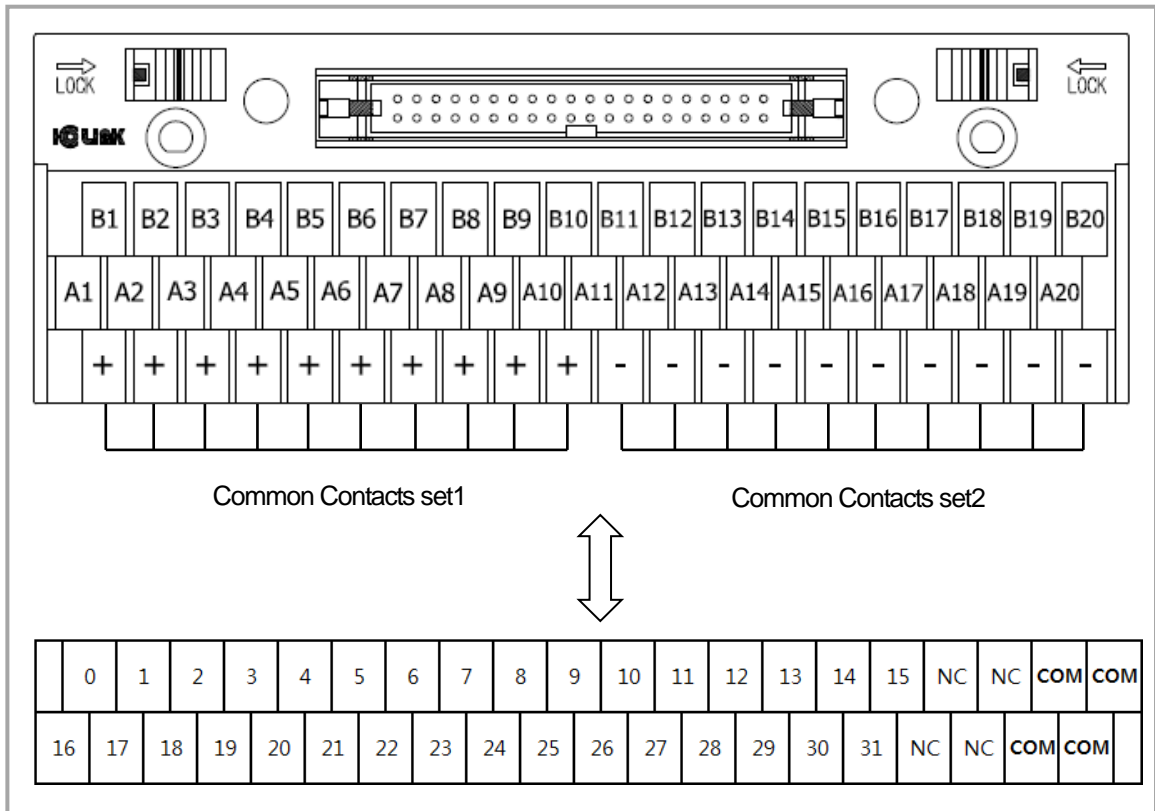 LOCK LOCK
B1 B2 B3 B4 B5 B6 B7 B8 B9 B10 B11 B12 B13 B14 B15 B16 B17 B18 B19 B20
A1 A2 A3 A4 A5 A6 A7 A8 A9 A10 A11 A12 A13 A14 A15 A16 A17 A18 A19 A20
+ + + + + + + + + + - - - - - - - - - -
Common Contacts set1 Common Contacts set2
0 1 2 3 4 5 6 7 8 9 10 11 12 13 14 15 NC NC COM COM
16 17 18 19 20 21 22 23 24 25 26 27 28 29 30 31 NC NC COM COM